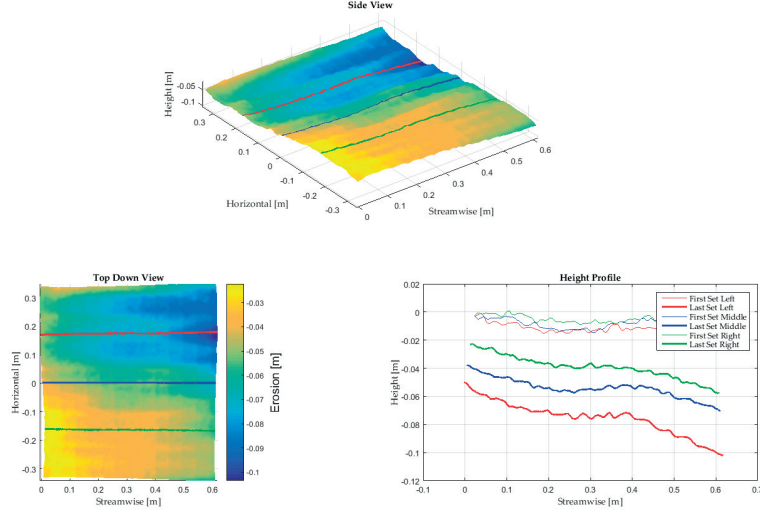 Side View
Height [m]
-0.05
-0.1
0.3
0.2
0.1
0
-0.1
-0.2
-0.3
Horizontal [m]
0
0.1
0.2
0.3
0.4
0.5
0.6
Streamwise [m]
Top Down View
Horizontal [m]
0.3
0.2
0.1
0
-0.1
-0.2
-0.3
0 0.1 0.2 0.3 0.4 0.5 0.6
Streamwise [m]
Erosion [m]
-0.03
-0.04
-0.05
-0.06
-0.07
-0.08
-0.09
-0.1
Height Profile
Height [m]
0.02
0
-0.02
-0.04
-0.06
-0.08
-0.1
-0.12
-0.1 0 0.1 0.2 0.3 0.4 0.5 0.6 0.7
Streamwise [m]
First Set Left
Last Set Left
First Set Middle
Last Set Middle
First Set Right
Last Set Right